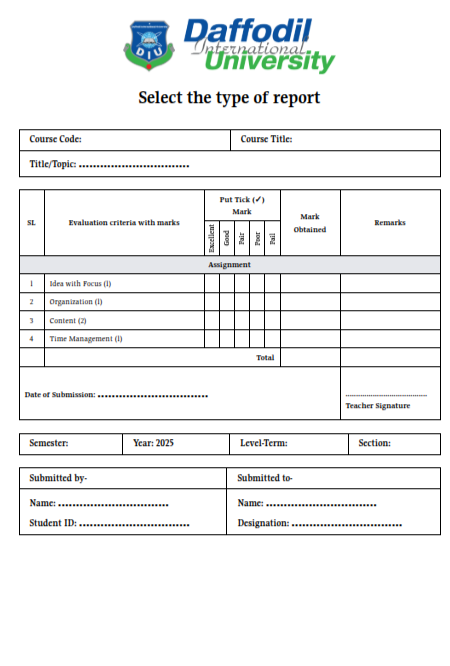 DIU
Daffodil
International
University
Select the type of report
Course Code: Course Title:
Title/Topic: ...............................
SL Evaluation criteria with marks Put Tick (✓) Mark Mark Obtained Remarks
Excellent Good Fair Poor Fail
Assignment
1 Idea with Focus (1)
2 Organization (1)
3 Content (2)
4 Time Management (1)
Total
Date of Submission: ...............................
Teacher Signature
Semester: Year: 2025 Level-Term: Section:
Submitted by- Submitted to-
Name: ............................... Name: ...............................
Student ID: ............................... Designation: ...............................